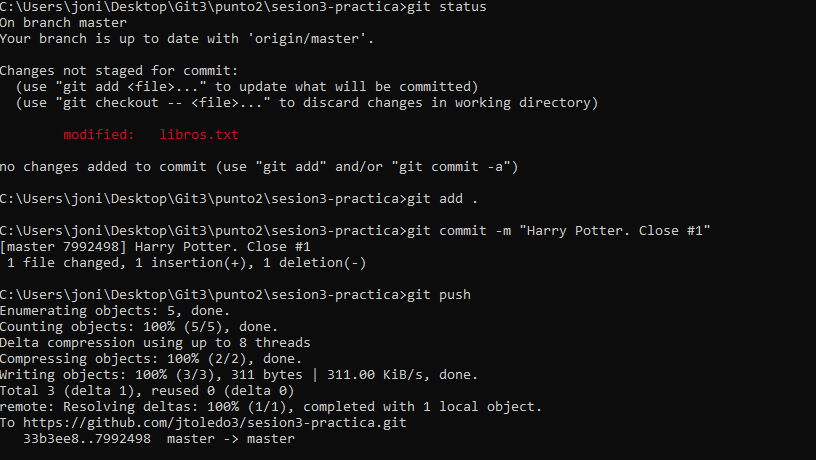 C:\Users\joni\Desktop\Git3\punto2\sesion3-practica>git status
On branch master
Your branch is up to date with 'origin/master'.
Changes not staged for commit:
(use "git add <file>..." to update what will be committed)
(use "git checkout -- <file>..." to discard changes in working directory)
modified: libros.txt
no changes added to commit (use "git add" and/or "git commit -a")
C:\Users\joni\Desktop\Git3\punto2\sesion3-practica>git add .
C:\Users\joni\Desktop\Git3\punto2\sesion3-practica>git commit -m "Harry Potter. Close #1"
[master 7992498] Harry Potter. Close #1
1 file changed, 1 insertion(+), 1 deletion(-)
C:\Users\joni\Desktop\Git3\punto2\sesion3-practica>git push
Enumerating objects: 5, done.
Counting objects: 100% (5/5), done.
Delta compression using up to 8 threads
Compressing objects: 100% (2/2), done.
Writing objects: 100% (3/3), 311 bytes | 311.00 KiB/s, done.
Total 3 (delta 1), reused 0 (delta 0)
remote: Resolving deltas: 100% (1/1), completed with 1 local object.
To https://github.com/jtoledo3/sesion3-practica.git
33b3ee8..7992498 master -> master